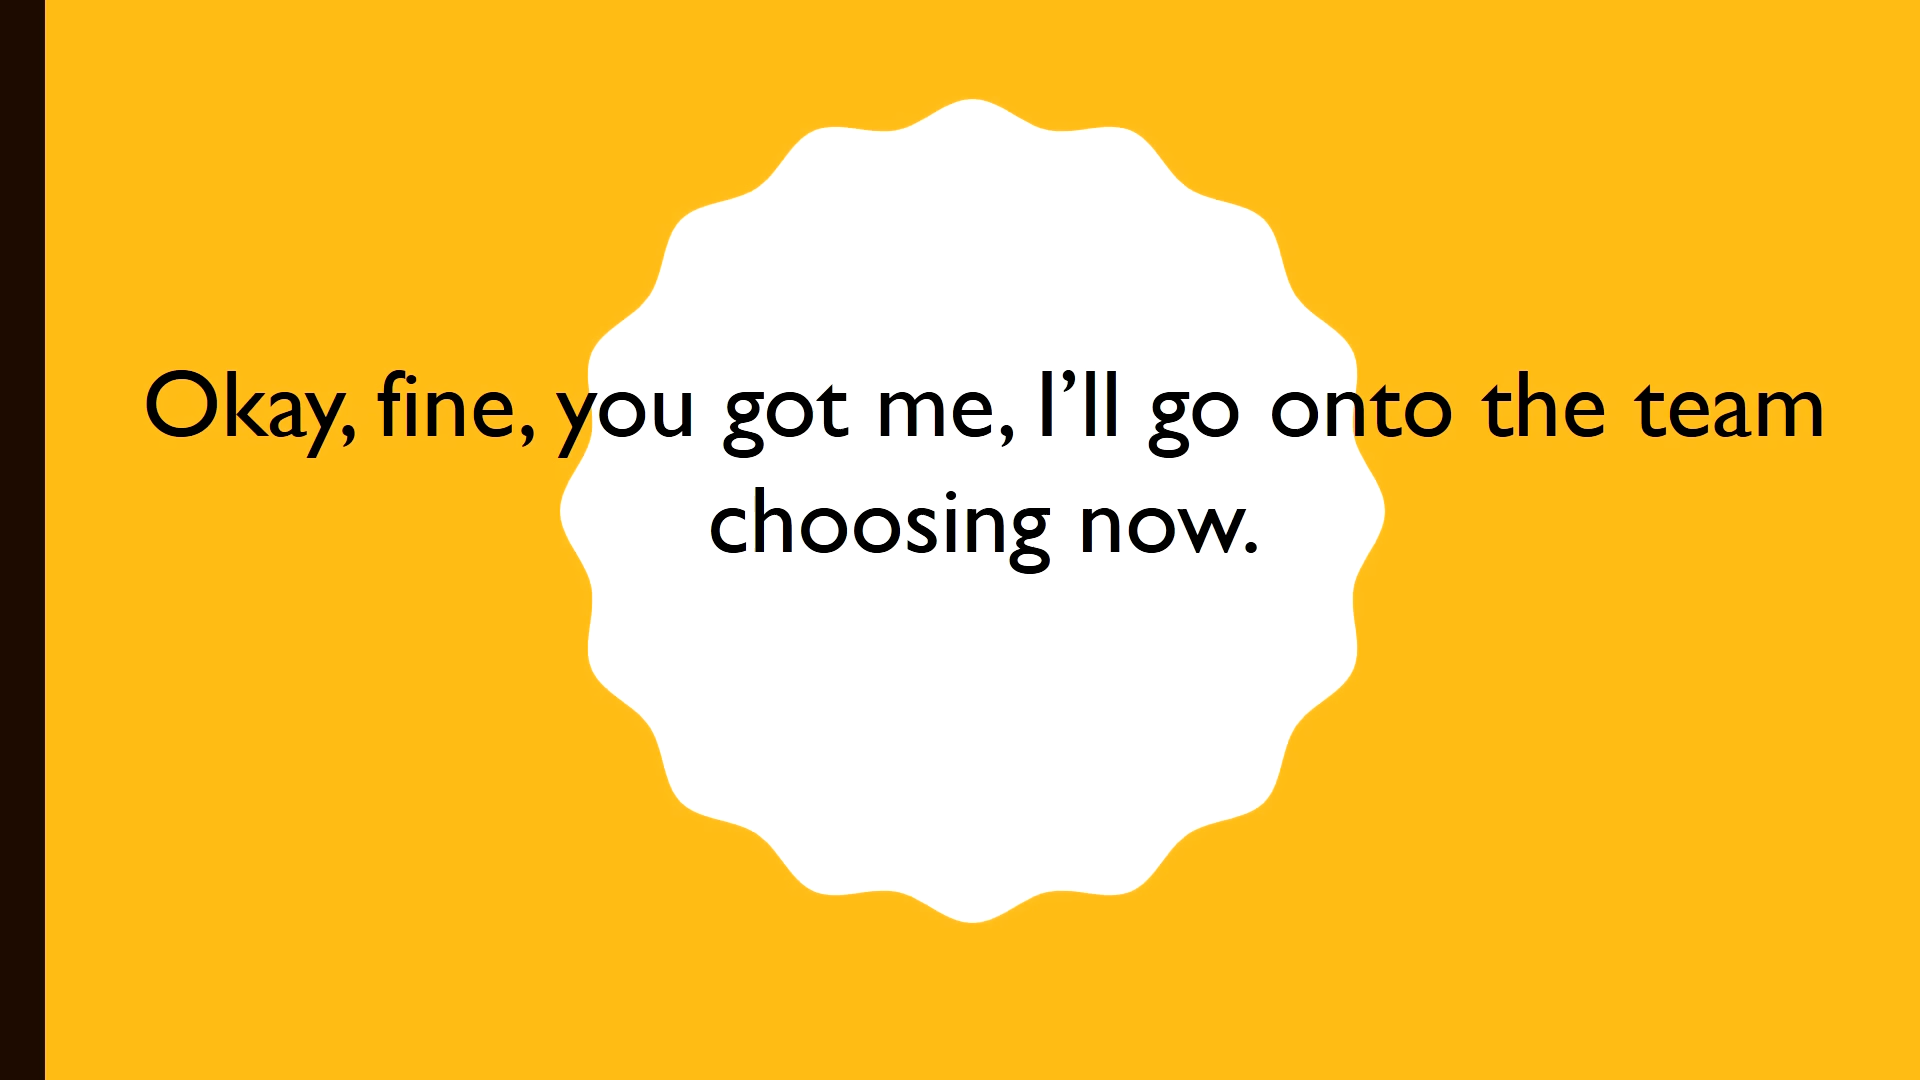 Okay, fine, you got me, I’ll go onto the team
choosing now.